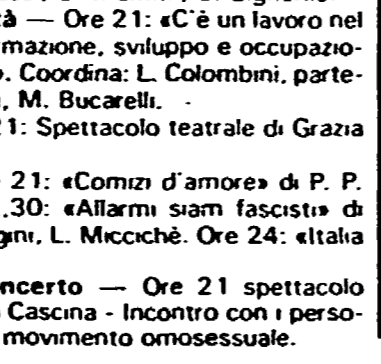 tà — Ore 21: «C'è un lavoro nel
rmazione, sviluppo e occupazio-
». Coordina: L. Colombini, parte-
, M. Bucarelli.
21: Spettacolo teatrale di Grazia
21: «Comizi d'amore» di P. P.
.30: «Allarmi siam fascisti» di
gini, L. Miccichè. Ore 24: «Italia
ncerto — Ore 21 spettacolo
Cascina - Incontro con i perso-
movimento omosessuale.